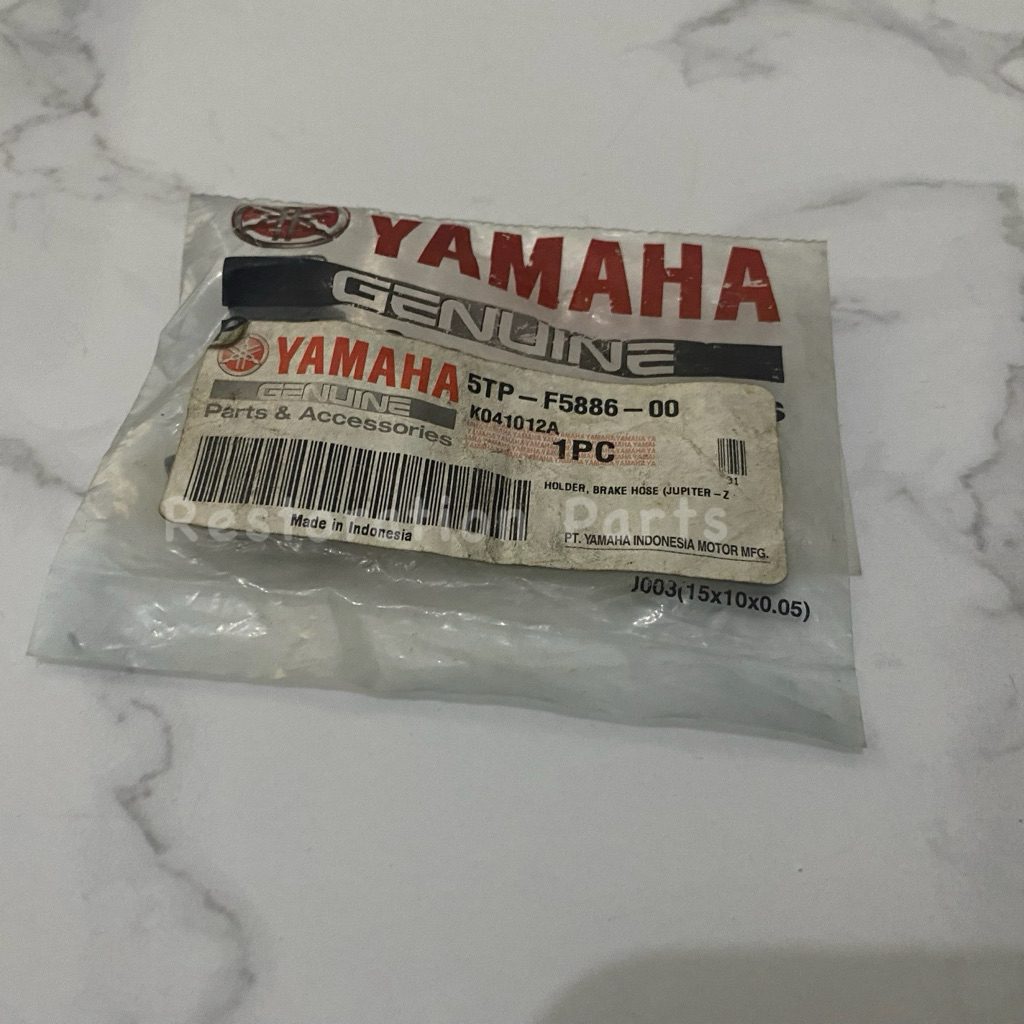 YAMAHA
GENUINE
YAMAHA
GENUINE
Parts & Accessories
5TP-F5886-00
K041012A
1PC
31
HOLDER, BRAKE HOSE (JUPITER-Z
Made in Indonesia
PT. YAMAHA INDONESIA MOTOR MFG.
Restoration Parts
J003(15x10x0.05)